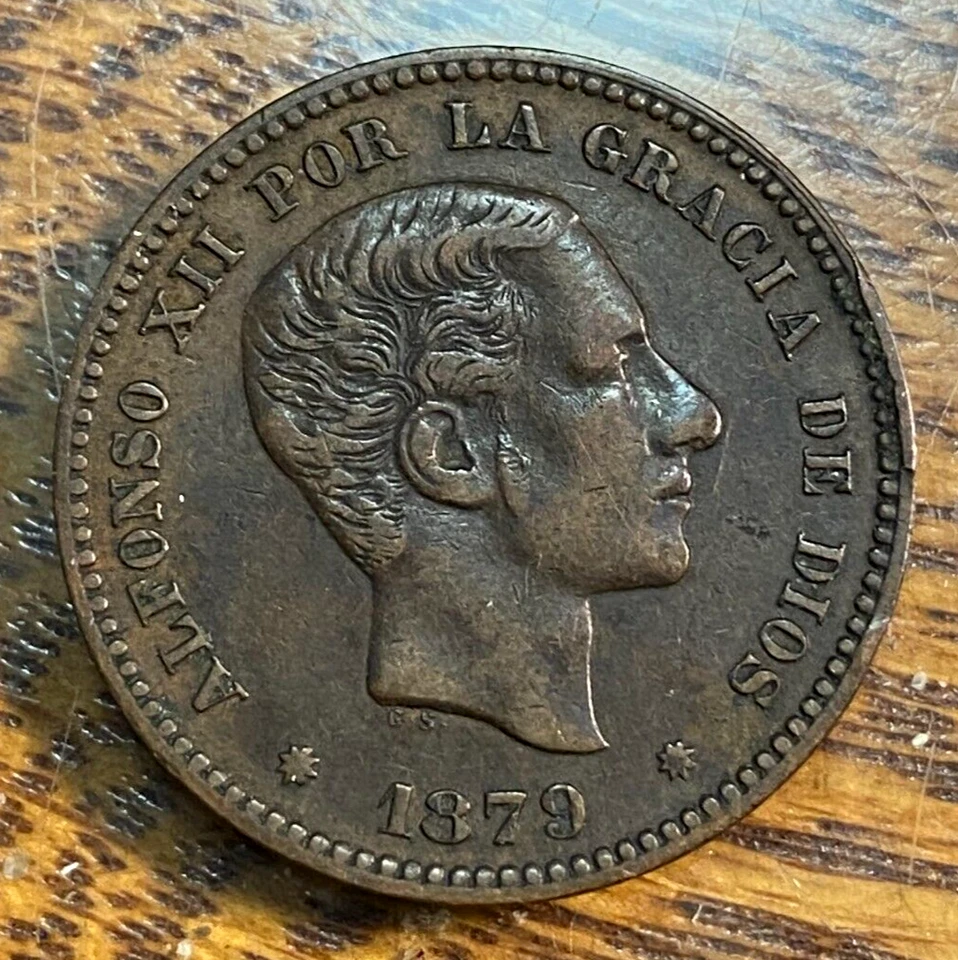 ALFONSO XII POR LA GRACIA DE DIOS
G S.
1879